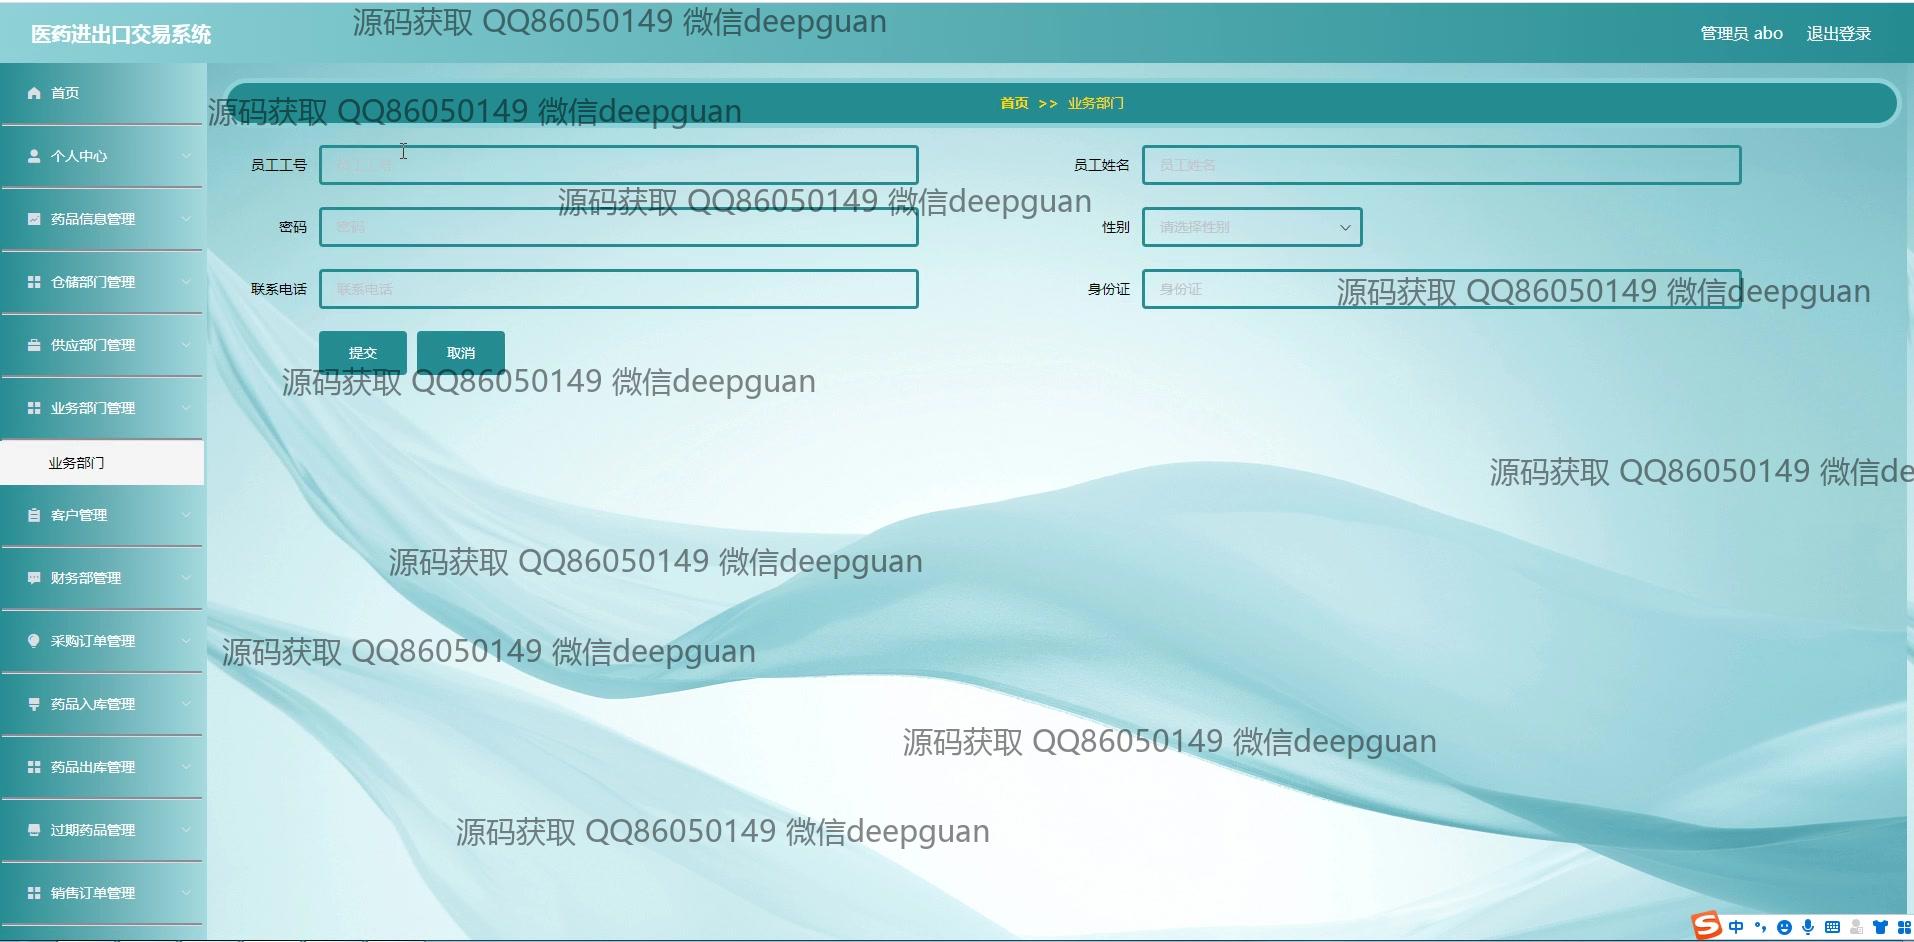 医药进出口交易系统
源码获取 QQ86050149 微信deepguan
管理员 abo 退出登录
首页
源码获取 QQ86050149 微信deepguan
首页 >> 业务部门
个人中心
员工工号
员工工号
员工姓名
员工姓名
源码获取 QQ86050149 微信deepguan
药品信息管理
密码
密码
性别
请选择性别
仓储部门管理
联系电话
联系电话
身份证
身份证
源码获取 QQ86050149 微信deepguan
供应部门管理
提交
取消
源码获取 QQ86050149 微信deepguan
业务部门管理
业务部门
源码获取 QQ86050149 微信de
客户管理
源码获取 QQ86050149 微信deepguan
财务部管理
采购订单管理
源码获取 QQ86050149 微信deepguan
药品入库管理
源码获取 QQ86050149 微信deepguan
药品出库管理
过期药品管理
源码获取 QQ86050149 微信deepguan
销售订单管理
中